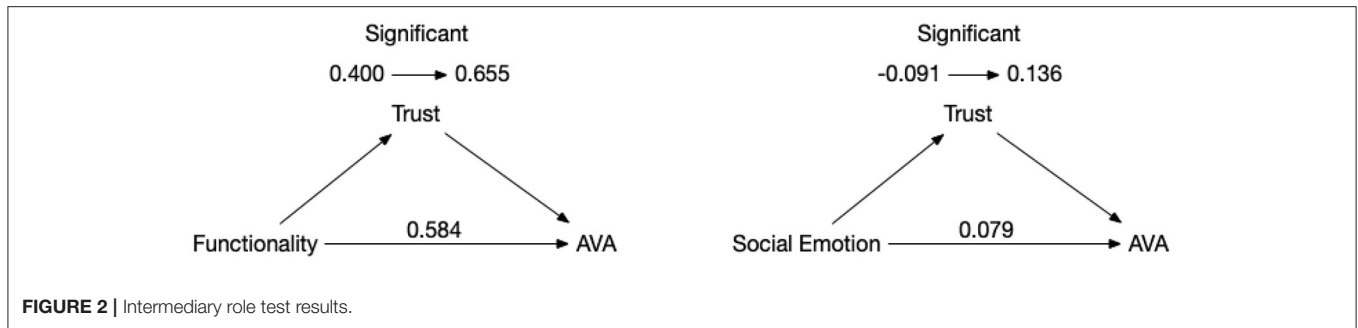 Significant
0.400 0.655
Trust
Functionality 0.584 AVA
Significant
-0.091 0.136
Trust
Social Emotion 0.079 AVA
FIGURE 2 | Intermediary role test results.